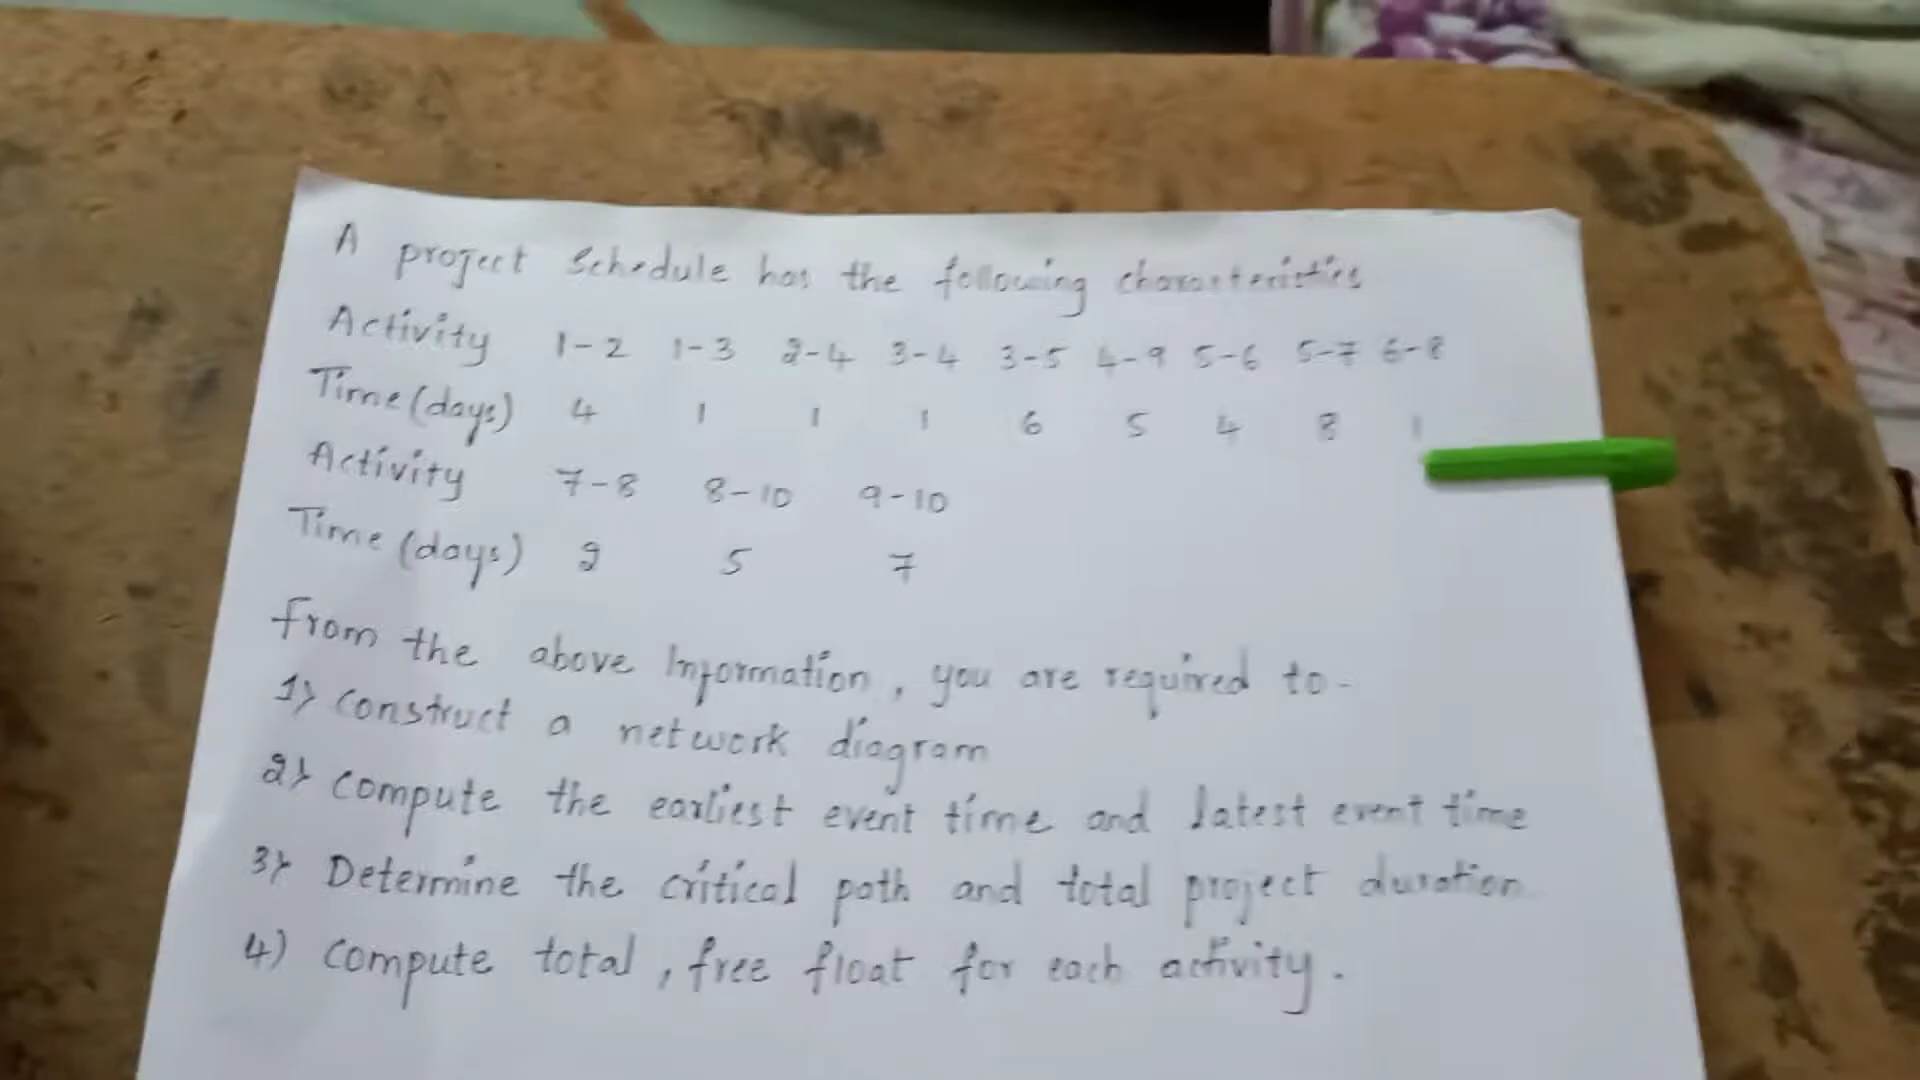 A project Schedule has the following characteristics
Activity 1-2 1-3 2-4 3-4 3-5 4-9 5-6 5-7 6-8
Time (days) 4 1 1 1 6 5 4 8 1
Activity 7-8 8-10 9-10
Time (days) 2 5 7
From the above Information, you are required to-
1) construct a network diagram
2) compute the earliest event time and latest event time
3) Determine the critical path and total project duration
4) compute total, free float for each activity.